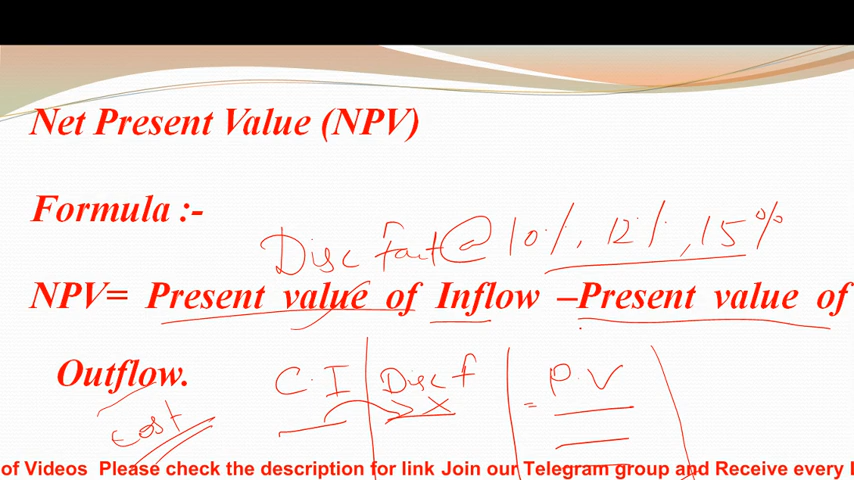 Net Present Value (NPV)
Formula :-
Disc Fact @ 10%, 12%, 15%
NPV= Present value of Inflow –Present value of
Outflow.
C.I Disc f P.V
× =
cost
of Videos Please check the description for link Join our Telegram group and Receive every